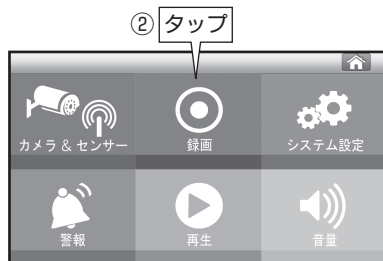 ② タップ
カメラ & センサー
録画
システム設定
警報
再生
音量